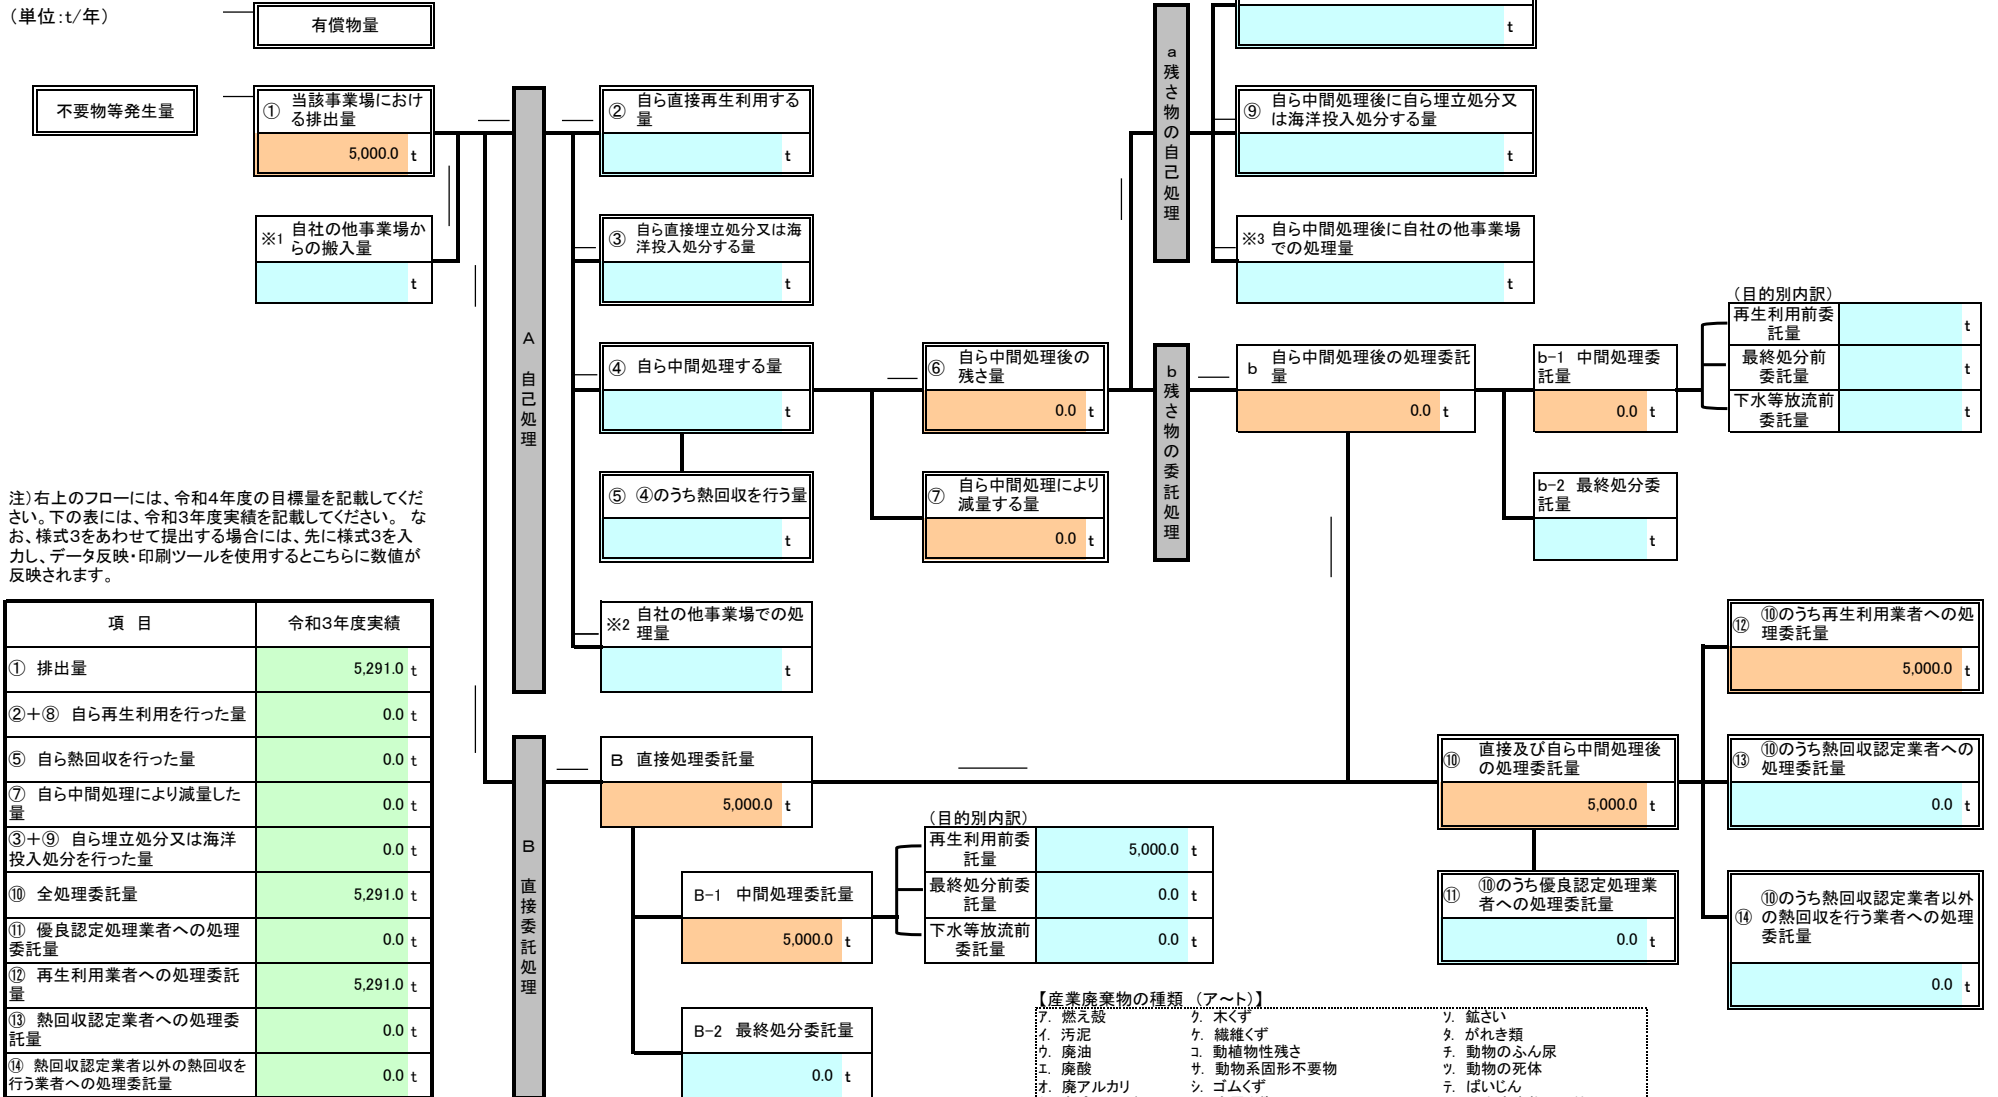 （単位：t/年）
有償物量
不要物等発生量
① 当該事業場におけ
る排出量
5,000.0 t
※1 自社の他事業場か
らの搬入量
t
A 自己処理
② 自ら直接再生利用する
量
t
③ 自ら直接埋立処分又は海
洋投入処分する量
t
④ 自ら中間処理する量
t
⑤ ④のうち熱回収を行う量
t
※2 自社の他事業場での処
理量
t
⑥ 自ら中間処理後の
残さ量
0.0 t
⑦ 自ら中間処理により
減量する量
0.0 t
a 残さ物の自己処理
t
⑨ 自ら中間処理後に自ら埋立処分又
は海洋投入処分する量
t
※3 自ら中間処理後に自社の他事業場
での処理量
t
b 残さ物の委託処理
b 自ら中間処理後の処理委託
量
0.0 t
b-1 中間処理委
託量
0.0 t
b-2 最終処分委
託量
t
（目的別内訳）
再生利用前委
託量
t
最終処分前
委託量
t
下水等放流前
委託量
t
注）右上のフローには、令和4年度の目標量を記載してくだ
さい。下の表には、令和3年度実績を記載してください。 な
お、様式3をあわせて提出する場合には、先に様式3を入
力し、データ反映・印刷ツールを使用するとこちらに数値が
反映されます。
項 目 令和3年度実績
① 排出量 5,291.0 t
②＋⑧ 自ら再生利用を行った量 0.0 t
⑤ 自ら熱回収を行った量 0.0 t
⑦ 自ら中間処理により減量した
量 0.0 t
③＋⑨ 自ら埋立処分又は海洋
投入処分を行った量 0.0 t
⑩ 全処理委託量 5,291.0 t
⑪ 優良認定処理業者への処理
委託量 0.0 t
⑫ 再生利用業者への処理委託
量 5,291.0 t
⑬ 熱回収認定業者への処理委
託量 0.0 t
⑭ 熱回収認定業者以外の熱回収を
行う業者への処理委託量 0.0 t
B 直接委託処理
B 直接処理委託量
5,000.0 t
B-1 中間処理委託量
5,000.0 t
B-2 最終処分委託量
0.0 t
（目的別内訳）
再生利用前委
託量
5,000.0 t
最終処分前委
託量
0.0 t
下水等放流前
委託量
0.0 t
⑩ 直接及び自ら中間処理後
の処理委託量
5,000.0 t
⑪ ⑩のうち優良認定処理業
者への処理委託量
0.0 t
⑫ ⑩のうち再生利用業者への処
理委託量
5,000.0 t
⑬ ⑩のうち熱回収認定業者への
処理委託量
0.0 t
⑭ ⑩のうち熱回収認定業者以外
の熱回収を行う業者への処理
委託量
0.0 t
【産業廃棄物の種類 （ア～ト）】
ア. 燃え殻 ク. 木くず ソ. 鉱さい
イ. 汚泥 ケ. 繊維くず タ. がれき類
ウ. 廃油 コ. 動植物性残さ チ. 動物のふん尿
エ. 廃酸 サ. 動物系固形不要物 ツ. 動物の死体
オ. 廃アルカリ シ. ゴムくず テ. ばいじん